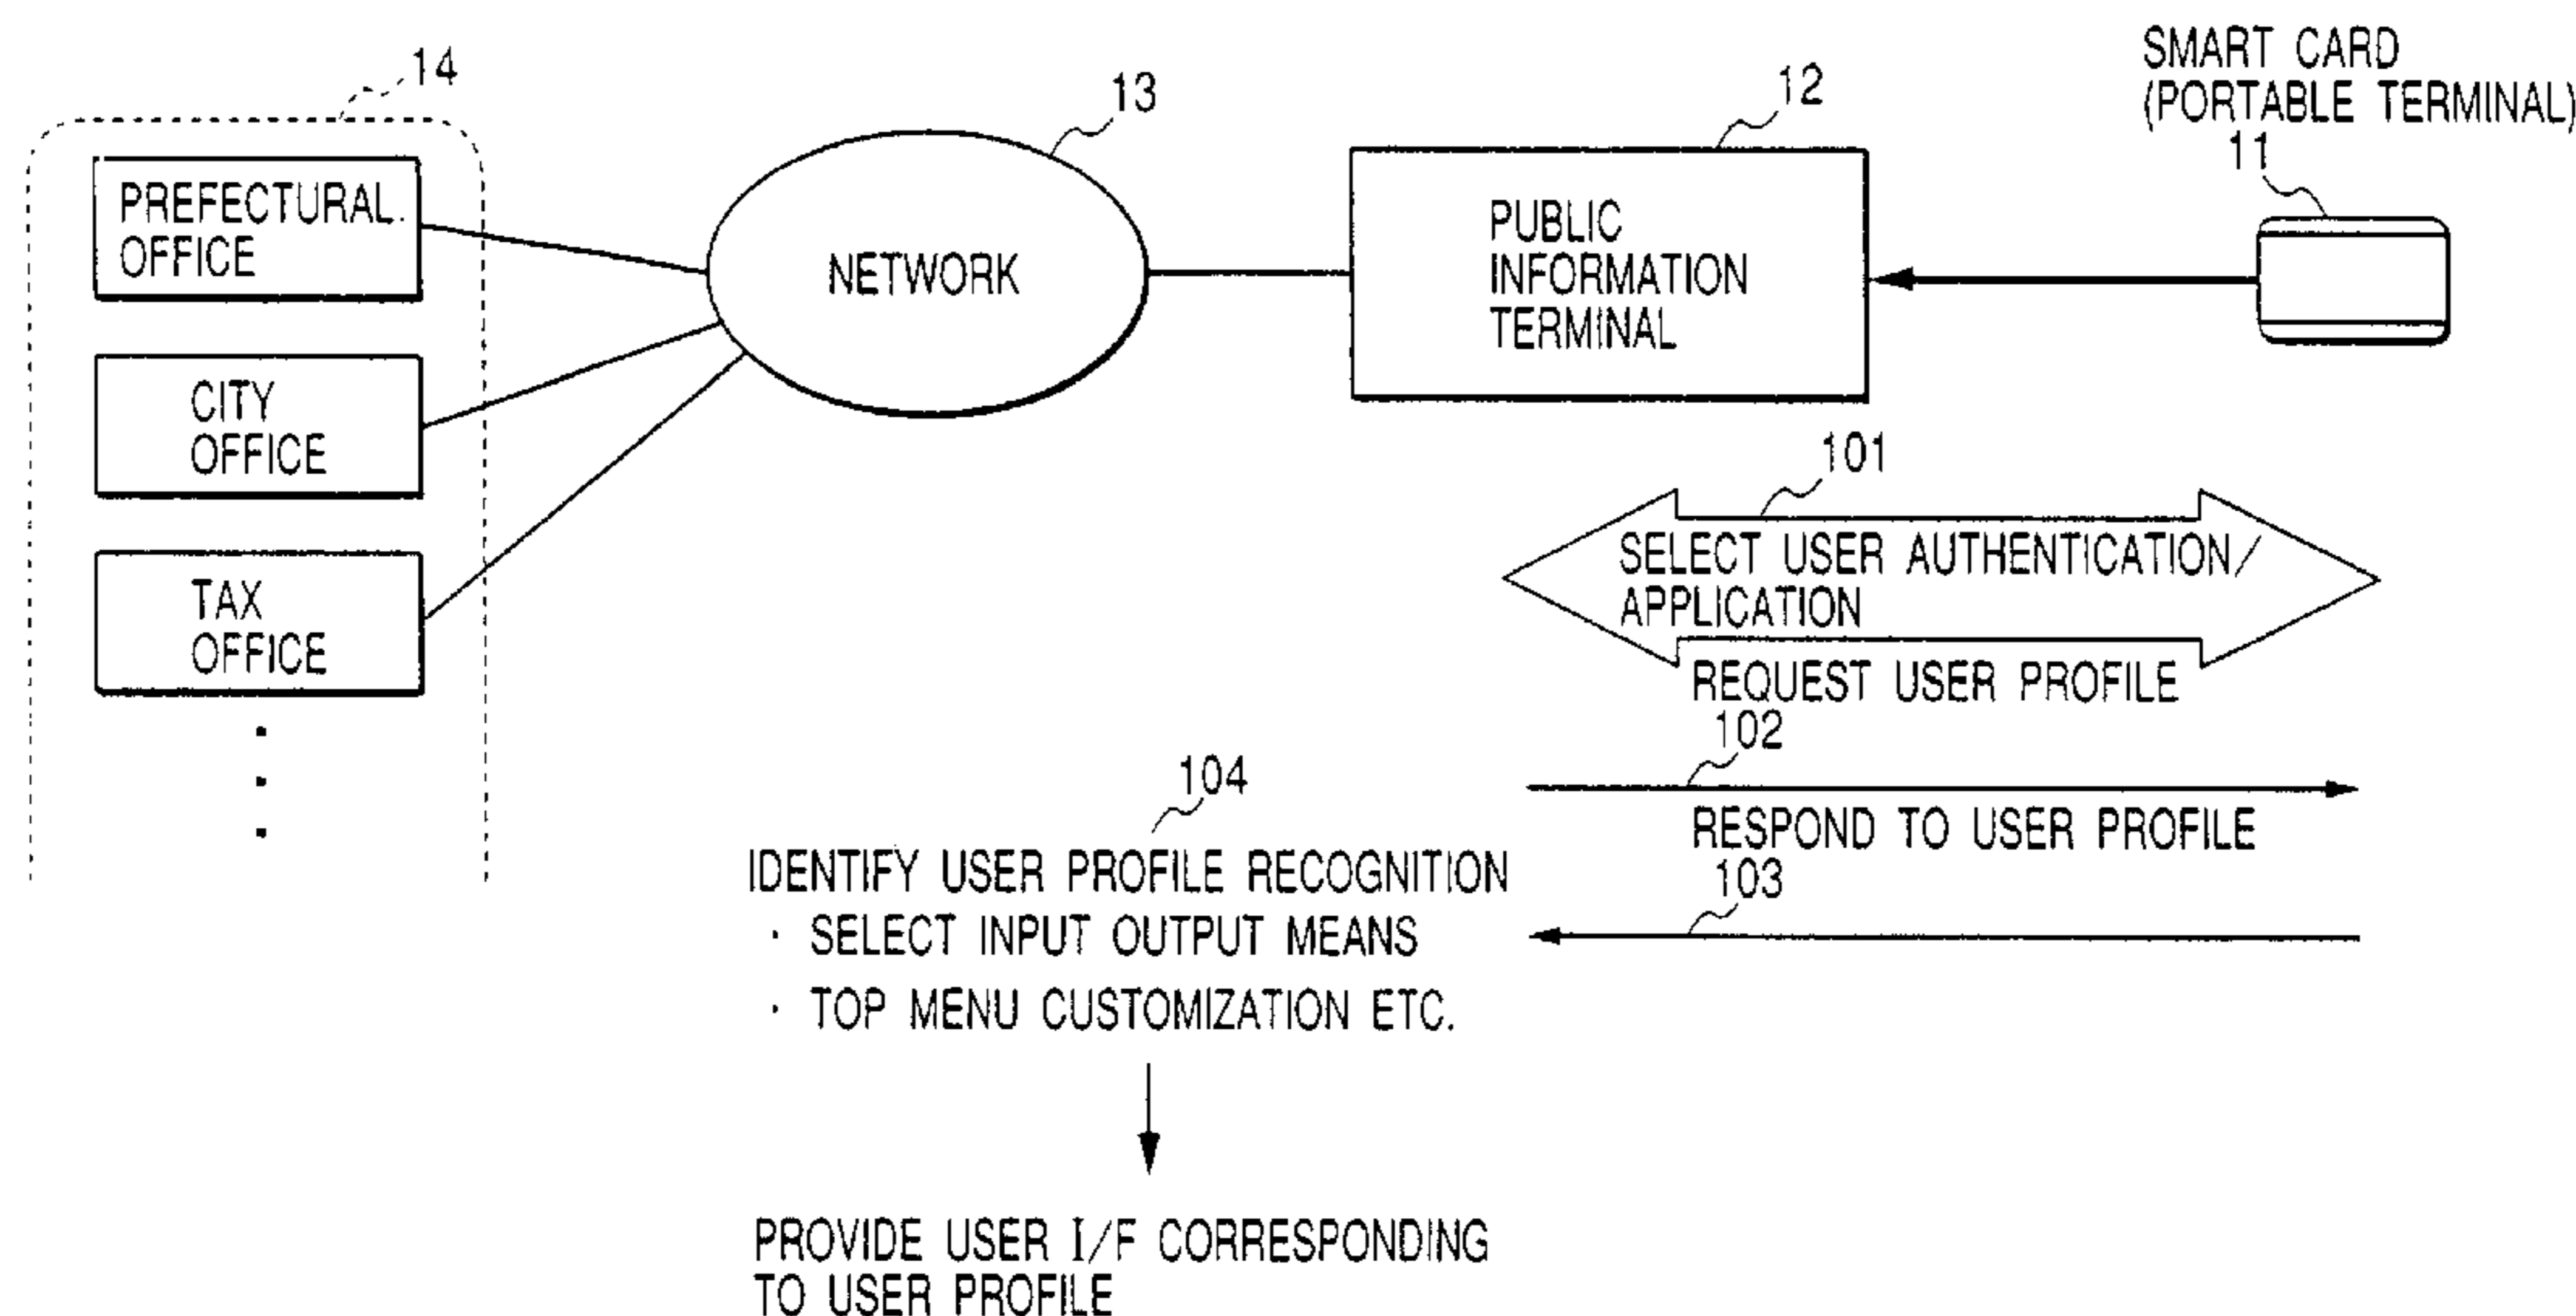 14
PREFECTURAL
OFFICE
CITY
OFFICE
TAX
OFFICE
13
NETWORK
12
PUBLIC
INFORMATION
TERMINAL
SMART CARD
(PORTABLE TERMINAL)
11
101
SELECT USER AUTHENTICATION/
APPLICATION
REQUEST USER PROFILE
102
RESPOND TO USER PROFILE
103
104
IDENTIFY USER PROFILE RECOGNITION
· SELECT INPUT OUTPUT MEANS
· TOP MENU CUSTOMIZATION ETC.
PROVIDE USER I/F CORRESPONDING
TO USER PROFILE